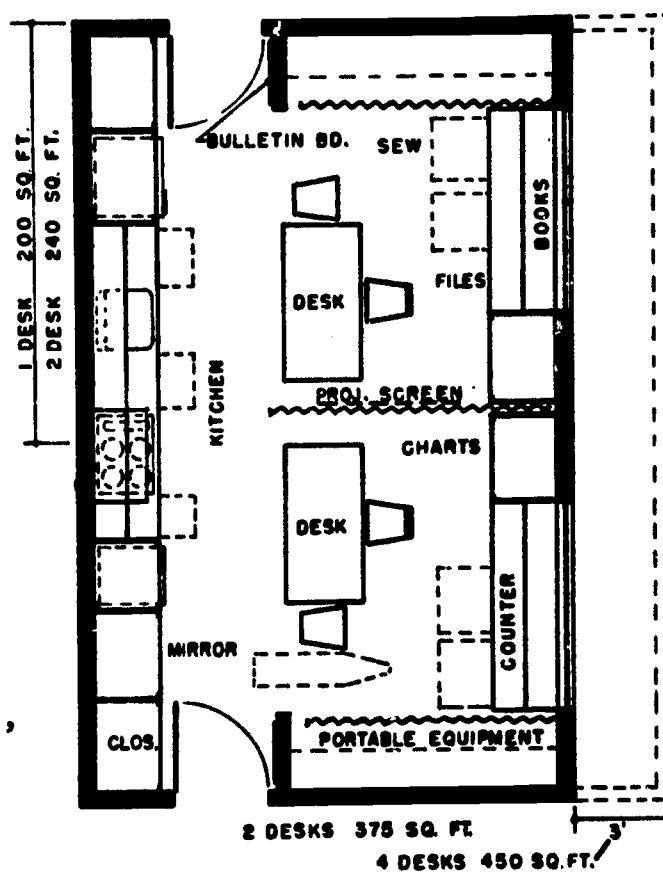 BULLETIN BD.
SEW
1 DESK 200 SQ. FT.
2 DESK 240 SQ. FT.
BOOKS
FILES
DESK
KITCHEN
PROJ. SCREEN
CHARTS
DESK
COUNTER
MIRROR
CLOS.
PORTABLE EQUIPMENT
2 DESKS 375 SQ. FT.
3'
4 DESKS 450 SQ. FT.